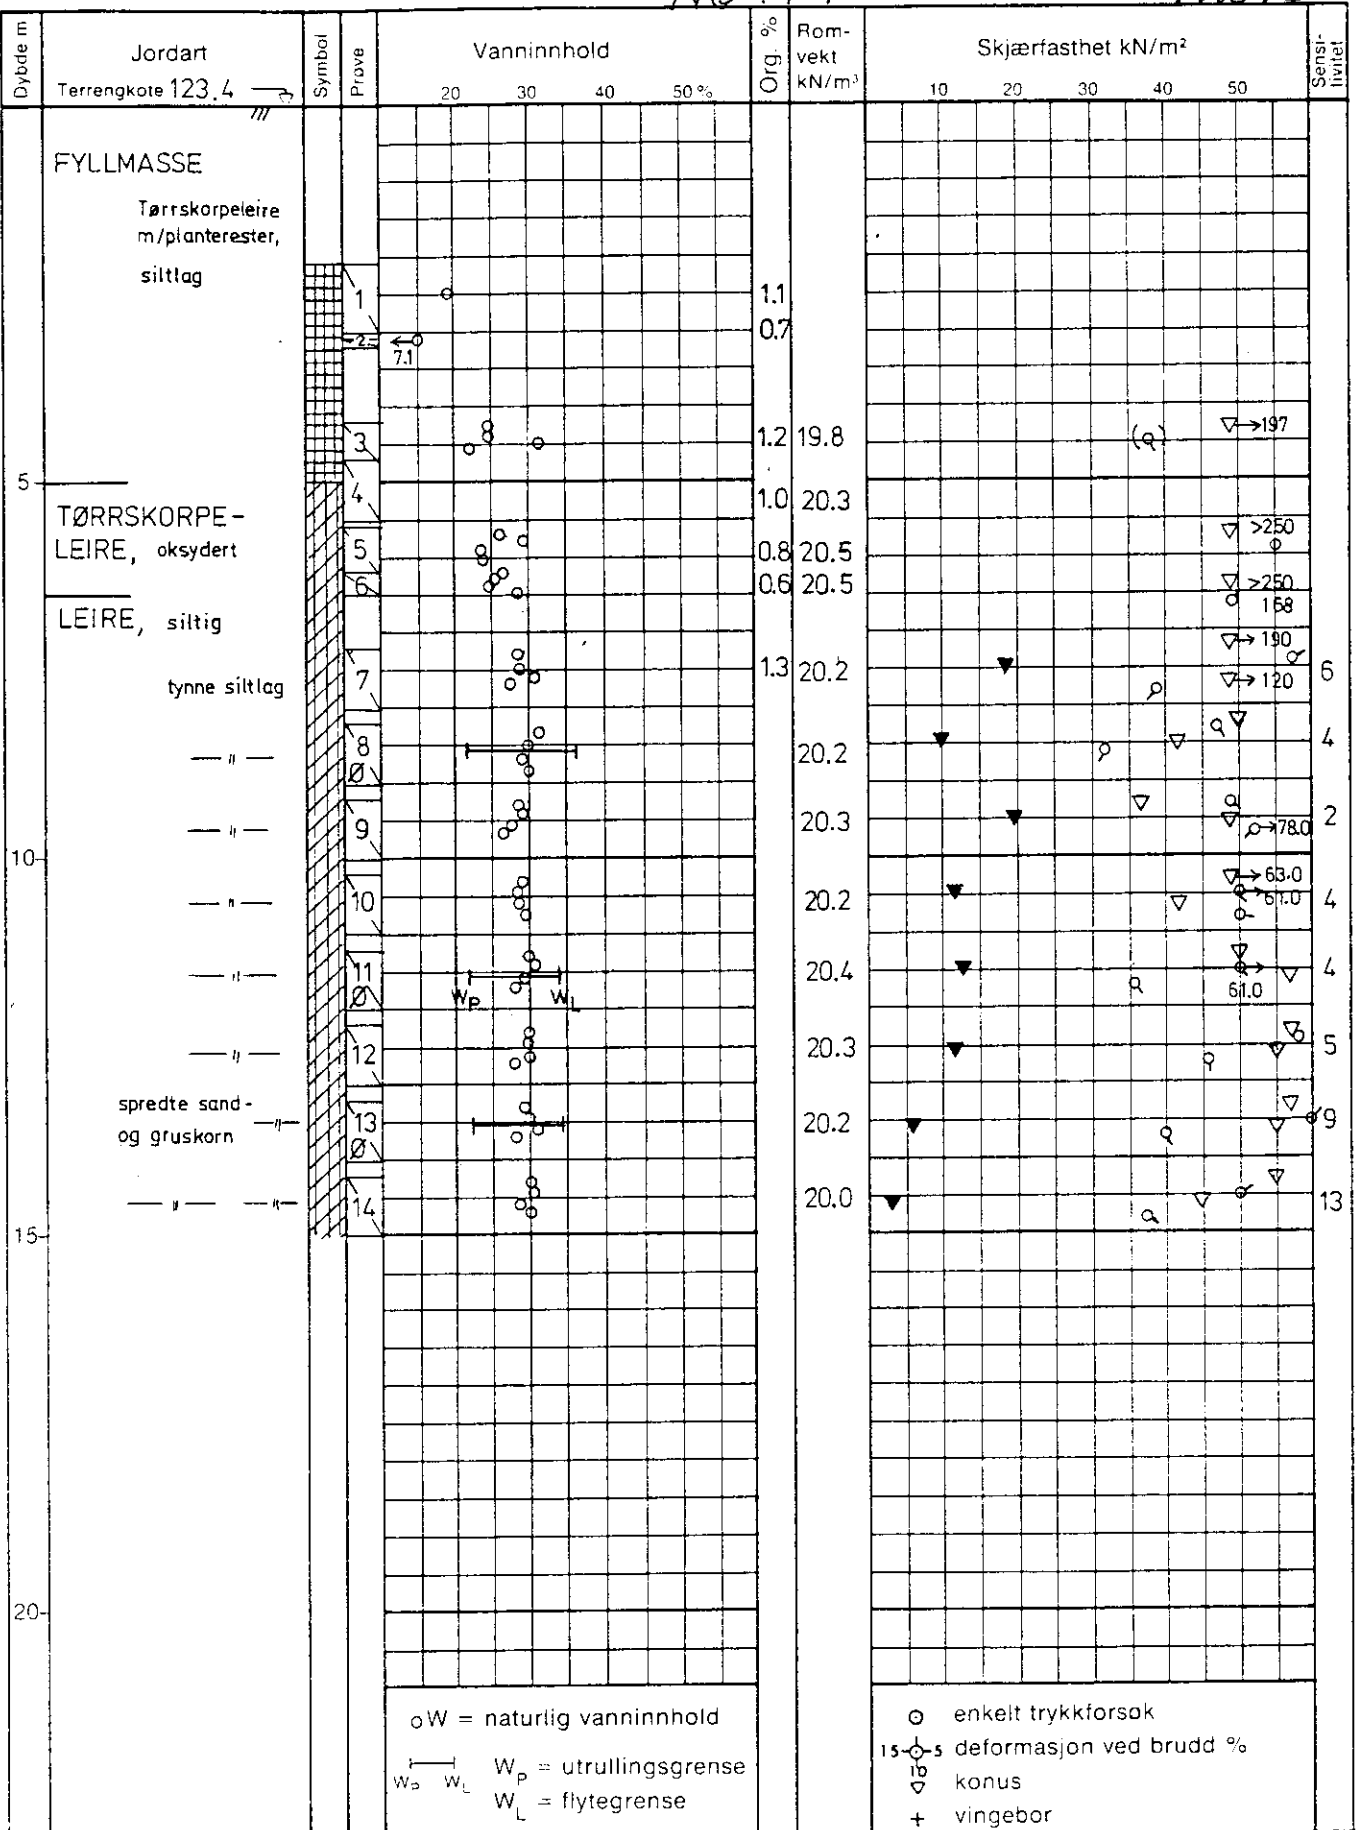 Dybde m
Jordart
Terrengkote 123.4
Symbol
Prøve
Vanninnhold
20 30 40 50 %
Org. %
Rom-
vekt
kN/m³
Skjærfasthet kN/m²
10 20 30 40 50
Sensi-
tivitet
FYLLMASSE
Tørrskorpeleire
m/planterester,
siltlag
1 1.1
0.7
2
7.1
3 1.2 19.8 197
5
4 1.0 20.3
TØRRSKORPE-
LEIRE, oksydert
5 0.8 20.5 >250
6 0.6 20.5 >250
168
LEIRE, siltig
190
tynne siltlag
7 1.3 20.2 120 6
— " — 8 Ø 20.2 4
— " — 9 20.3 78.0 2
10
— " — 10 20.2 63.0 61.0 4
— " — 11 Ø Wp WL 20.4 61.0 4
— " — 12 20.3 5
spredte sand-
og gruskorn — " — 13 Ø 20.2 9
— " — — " — 14 20.0 13
15
20
o W = naturlig vanninnhold
Wp WL
Wp = utrullingsgrense
WL = flytegrense
enkelt trykkforsøk
15 5 deformasjon ved brudd %
10
konus
+ vingebor